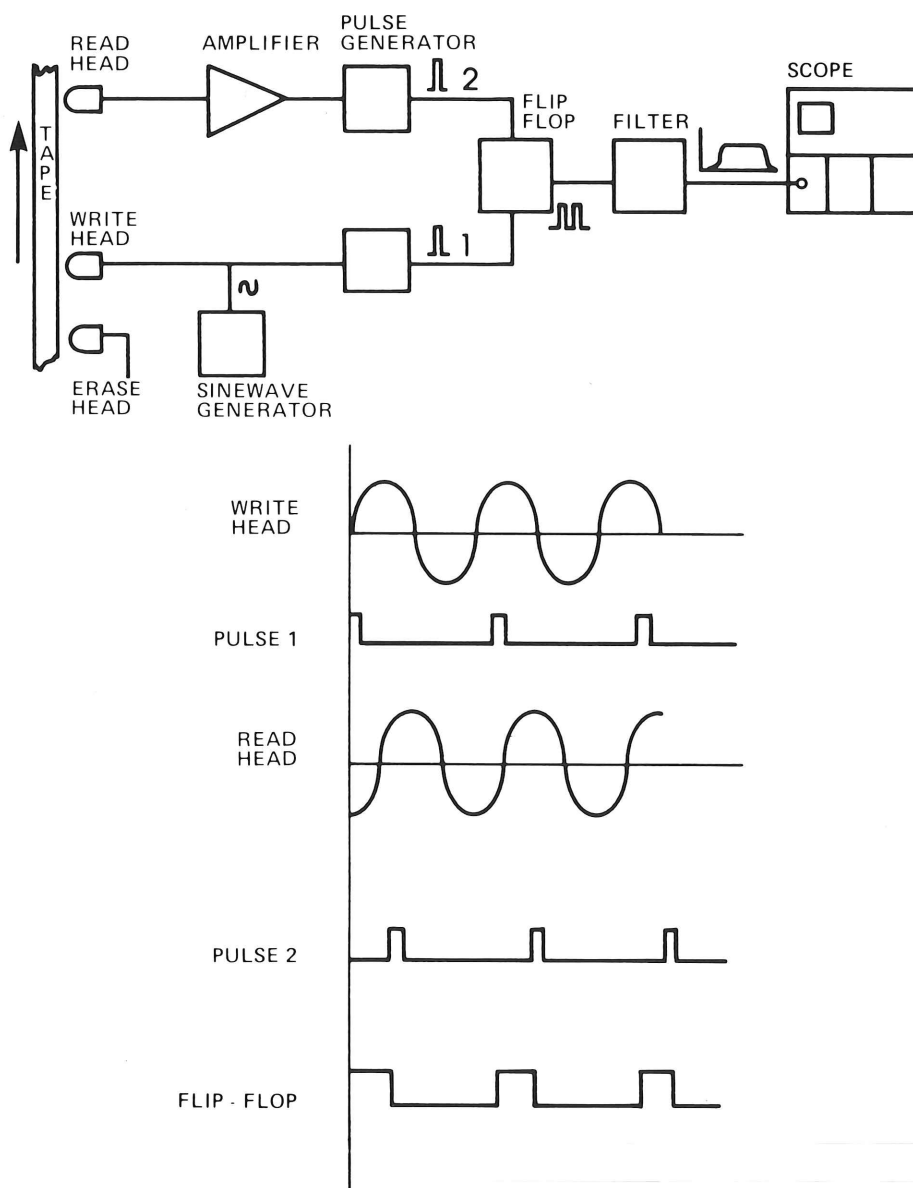 READ
HEAD
AMPLIFIER
PULSE
GENERATOR
2
SCOPE
FLIP
FLOP
FILTER
TAPE
WRITE
HEAD
1
ERASE
HEAD
SINEWAVE
GENERATOR
WRITE
HEAD
PULSE 1
READ
HEAD
PULSE 2
FLIP - FLOP